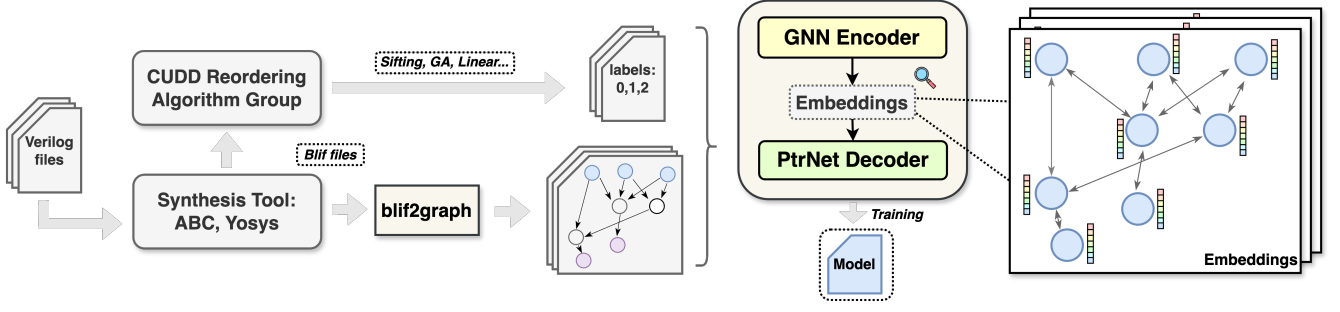 Verilog
files
CUDD Reordering
Algorithm Group
Synthesis Tool:
ABC, Yosys
Sifting, GA, Linear...
Blif files
blif2graph
labels:
0,1,2
GNN Encoder
Embeddings
PtrNet Decoder
Training
Model
Embeddings